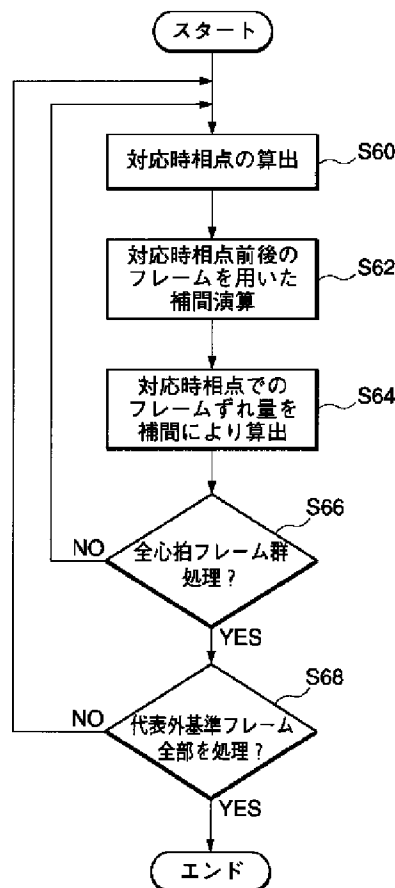 スタート
対応時相点の算出
S60
対応時相点前後の
フレームを用いた
補間演算
S62
対応時相点での
フレームずれ量を
補間により算出
S64
全心拍フレーム群
処理?
S66
NO
YES
代表外基準フレーム
全部を処理?
S68
NO
YES
エンド